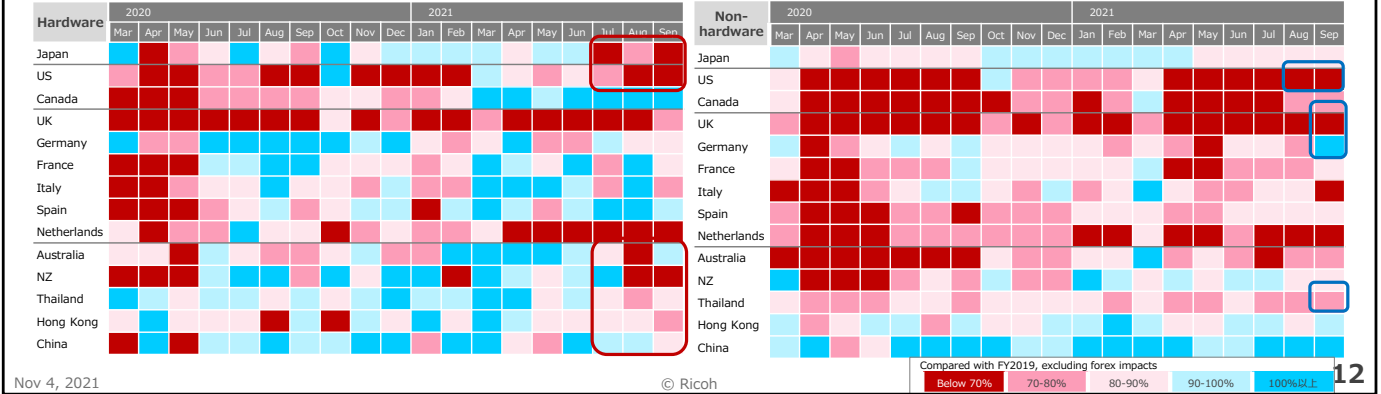 Hardware
2020 2021
Mar Apr May Jun Jul Aug Sep Oct Nov Dec Jan Feb Mar Apr May Jun Jul Aug Sep
Japan
US
Canada
UK
Germany
France
Italy
Spain
Netherlands
Australia
NZ
Thailand
Hong Kong
China
Non-
hardware
2020 2021
Mar Apr May Jun Jul Aug Sep Oct Nov Dec Jan Feb Mar Apr May Jun Jul Aug Sep
Japan
US
Canada
UK
Germany
France
Italy
Spain
Netherlands
Australia
NZ
Thailand
Hong Kong
China
Compared with FY2019, excluding forex impacts
Below 70% 70-80% 80-90% 90-100% 100%以上
Nov 4, 2021
© Ricoh
12